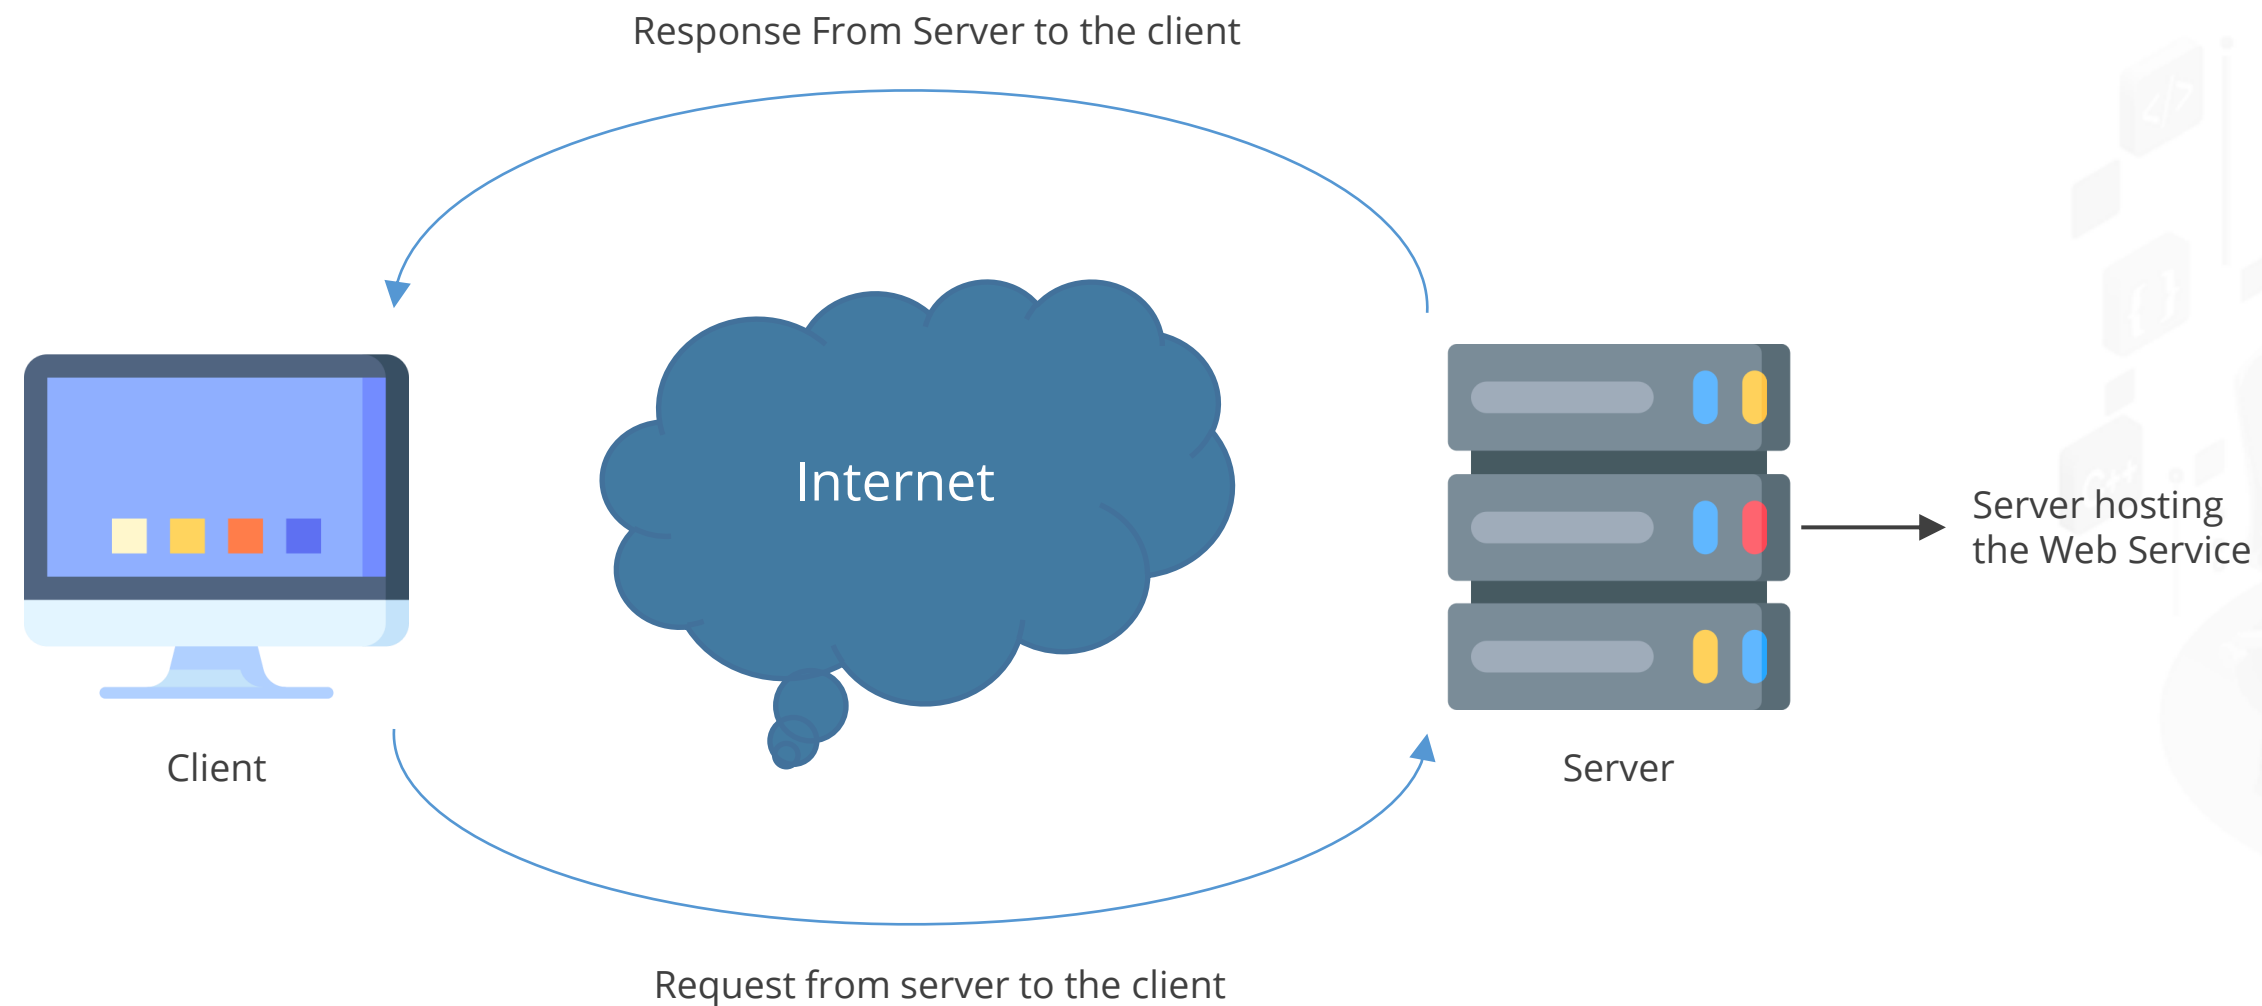 Response From Server to the client
Internet
Server hosting
the Web Service
Client
Server
Request from server to the client